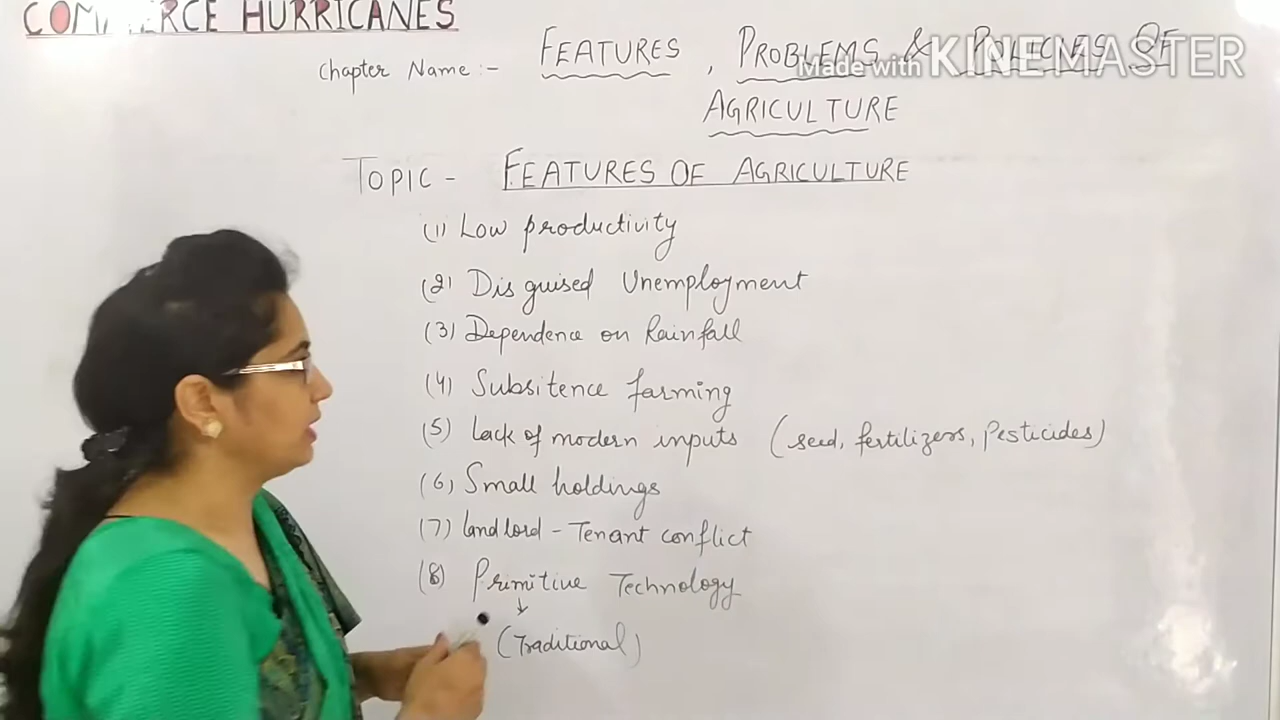 COMMERCE HURRICANES
Chapter Name :- FEATURES, PROBLEMS & POLICIES OF
Made with KINEMASTER
AGRICULTURE
TOPIC - FEATURES OF AGRICULTURE
(1) Low productivity
(2) Disguised Unemployment
(3) Dependence on Rainfall
(4) Subsitence farming
(5) Lack of modern inputs (seed, fertilizers, Pesticides)
(6) Small holdings
(7) landlord - Tenant conflict
(8) Primitive Technology
↓
(Traditional)